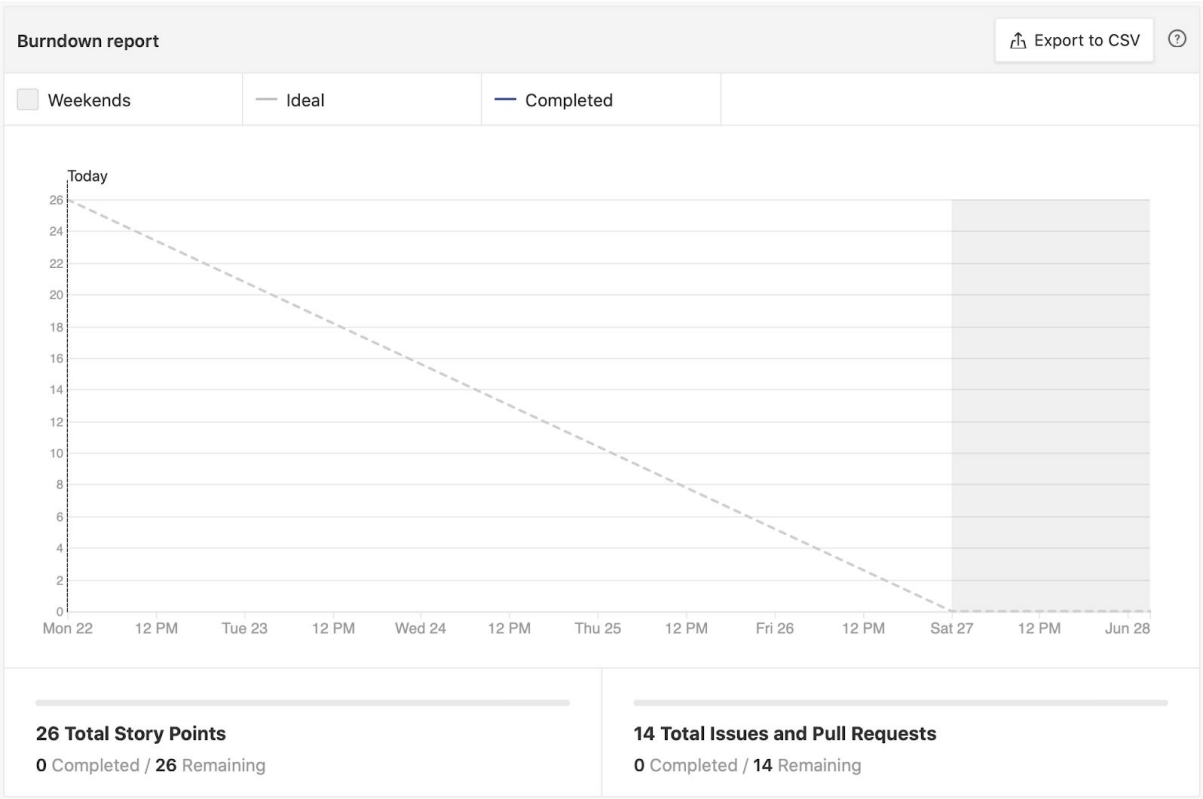 Burndown report
Export to CSV
?
Weekends
Ideal
Completed
Today
26
24
22
20
18
16
14
12
10
8
6
4
2
0
Mon 22 12 PM Tue 23 12 PM Wed 24 12 PM Thu 25 12 PM Fri 26 12 PM Sat 27 12 PM Jun 28
26 Total Story Points
0 Completed / 26 Remaining
14 Total Issues and Pull Requests
0 Completed / 14 Remaining